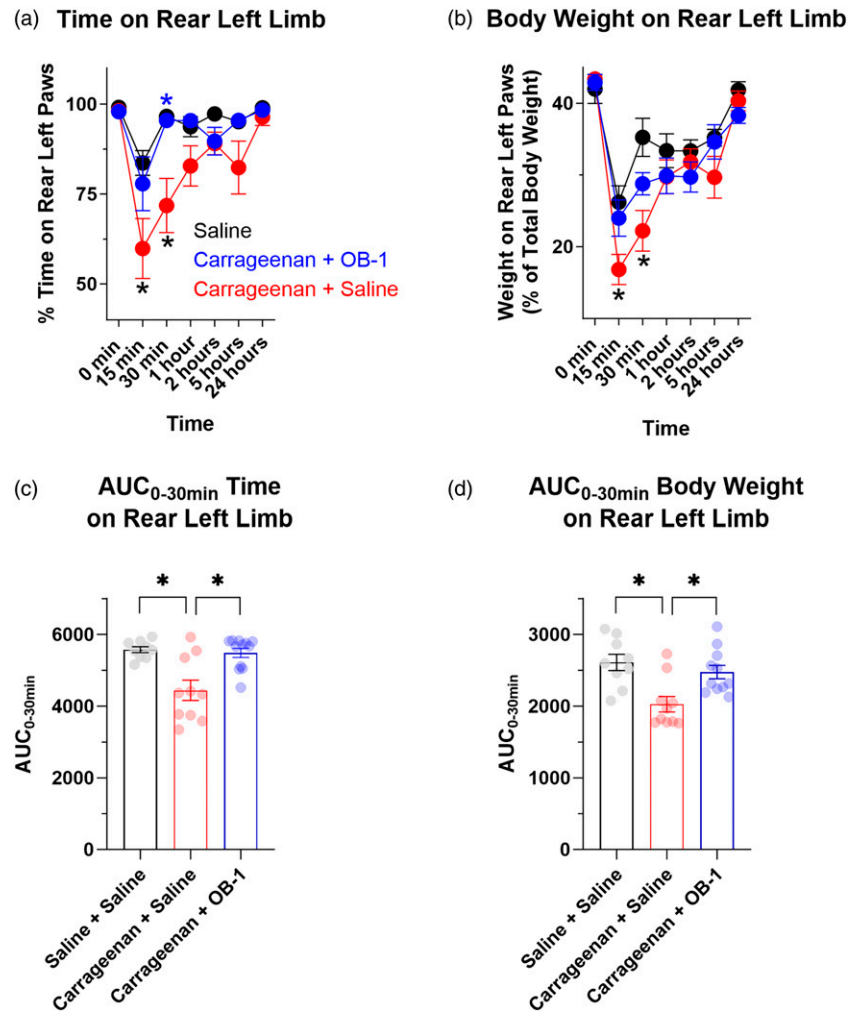 (a) Time on Rear Left Limb
% Time on Rear Left Paws
100
75
50
*
*
*
Saline
Carrageenan + OB-1
Carrageenan + Saline
0 min
15 min
30 min
1 hour
2 hours
5 hours
24 hours
Time
(b) Body Weight on Rear Left Limb
Weight on Rear Left Paws
(% of Total Body Weight)
40
20
*
*
0 min
15 min
30 min
1 hour
2 hours
5 hours
24 hours
Time
(c) AUC0-30min Time
on Rear Left Limb
AUC0-30min
6000
4000
2000
0
* *
Saline + Saline
Carrageenan + Saline
Carrageenan + OB-1
(d) AUC0-30min Body Weight
on Rear Left Limb
AUC0-30min
3000
2000
1000
0
* *
Saline + Saline
Carrageenan + Saline
Carrageenan + OB-1